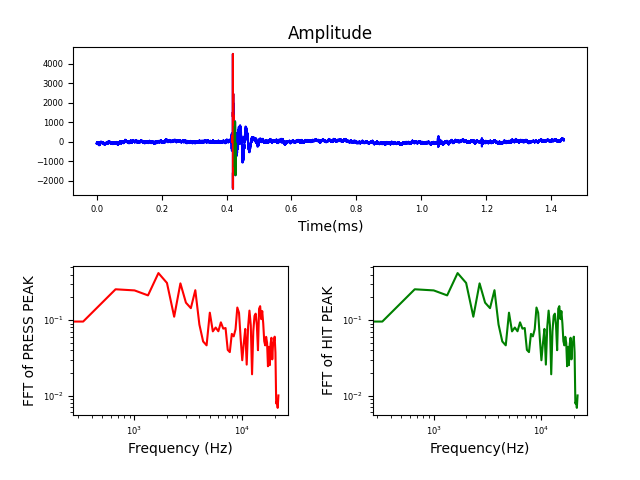 Amplitude
4000
3000
2000
1000
0
−1000
−2000
0.0 0.2 0.4 0.6 0.8 1.0 1.2 1.4
Time(ms)
FFT of PRESS PEAK
10⁻¹
10⁻²
10³ 10⁴
Frequency (Hz)
FFT of HIT PEAK
10⁻¹
10⁻²
10³ 10⁴
Frequency(Hz)